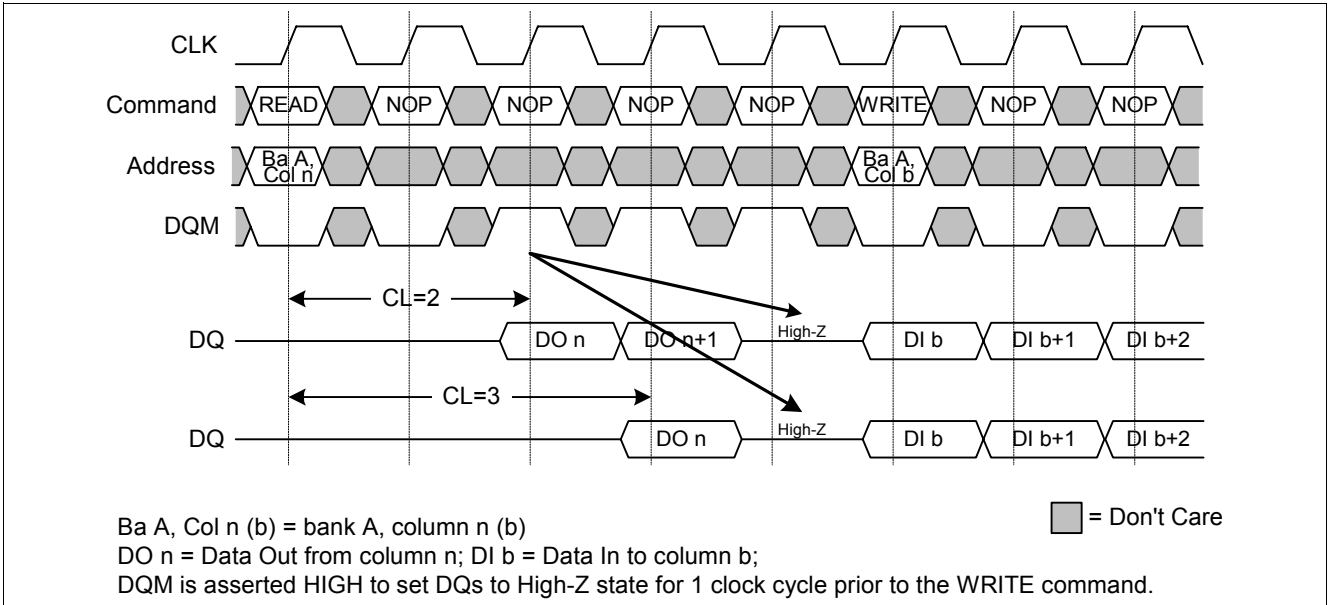 CLK
Command READ NOP NOP NOP NOP WRITE NOP NOP
Address Ba A, Col n Ba A, Col b
DQM
CL=2
DQ DO n DO n+1 High-Z DI b DI b+1 DI b+2
CL=3
DQ DO n High-Z DI b DI b+1 DI b+2
Ba A, Col n (b) = bank A, column n (b)
= Don't Care
DO n = Data Out from column n; DI b = Data In to column b;
DQM is asserted HIGH to set DQs to High-Z state for 1 clock cycle prior to the WRITE command.